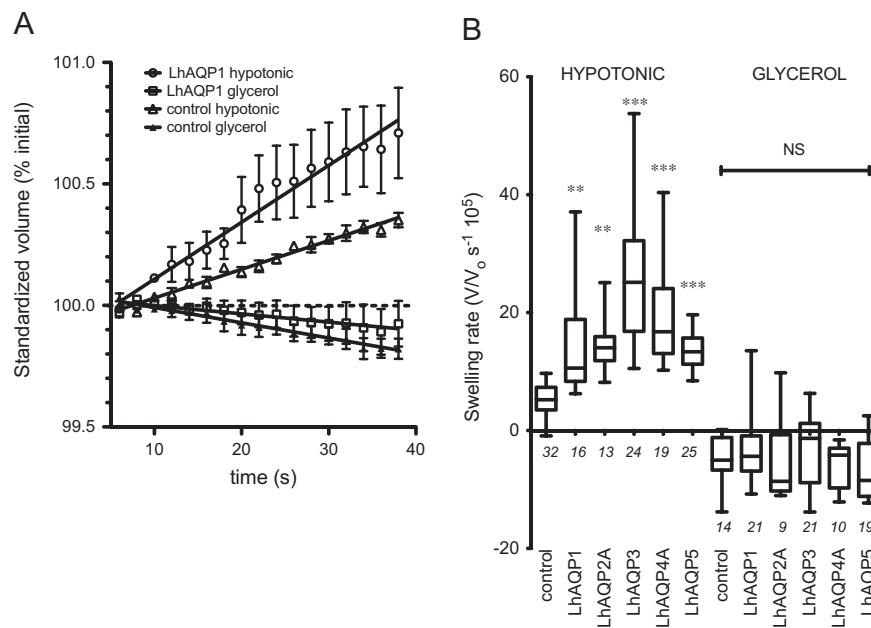 A
Standardized volume (% initial)
101.0
100.5
100.0
99.5
LhAQP1 hypotonic
LhAQP1 glycerol
control hypotonic
control glycerol
10 20 30 40
time (s)
B
Swelling rate (V/Vo s-1 105)
60
40
20
0
-20
HYPOTONIC GLYCEROL
** ** *** *** *** NS
32 16 13 24 19 25
14 21 9 21 10 19
control LhAQP1 LhAQP2A LhAQP3 LhAQP4A LhAQP5 control LhAQP1 LhAQP2A LhAQP3 LhAQP4A LhAQP5